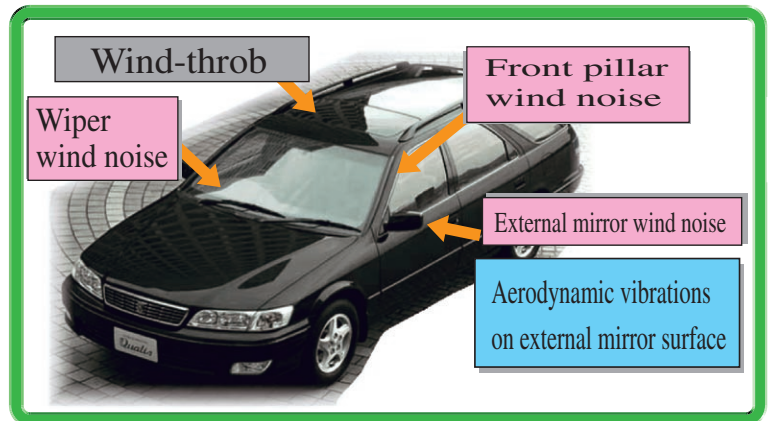 Wind-throb
Front pillar
wind noise
Wiper
wind noise
External mirror wind noise
Aerodynamic vibrations
on external mirror surface
Qualis